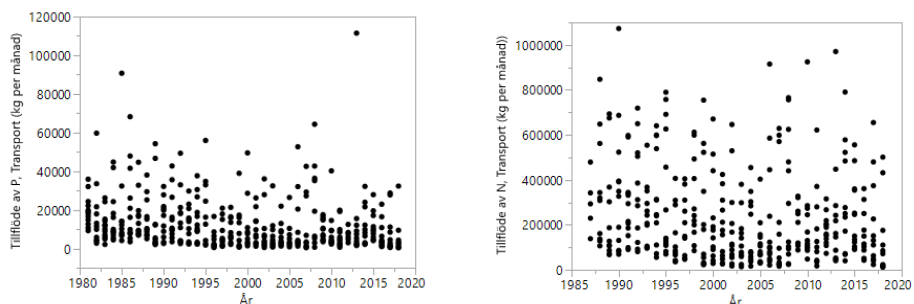 Tillflöde av P, Transport (kg per månad)
120000
100000
80000
60000
40000
20000
0
1980 1985 1990 1995 2000 2005 2010 2015 2020
År
Tillflöde av N, Transport (kg per månad))
1000000
800000
600000
400000
200000
0
1985 1990 1995 2000 2005 2010 2015 2020
År